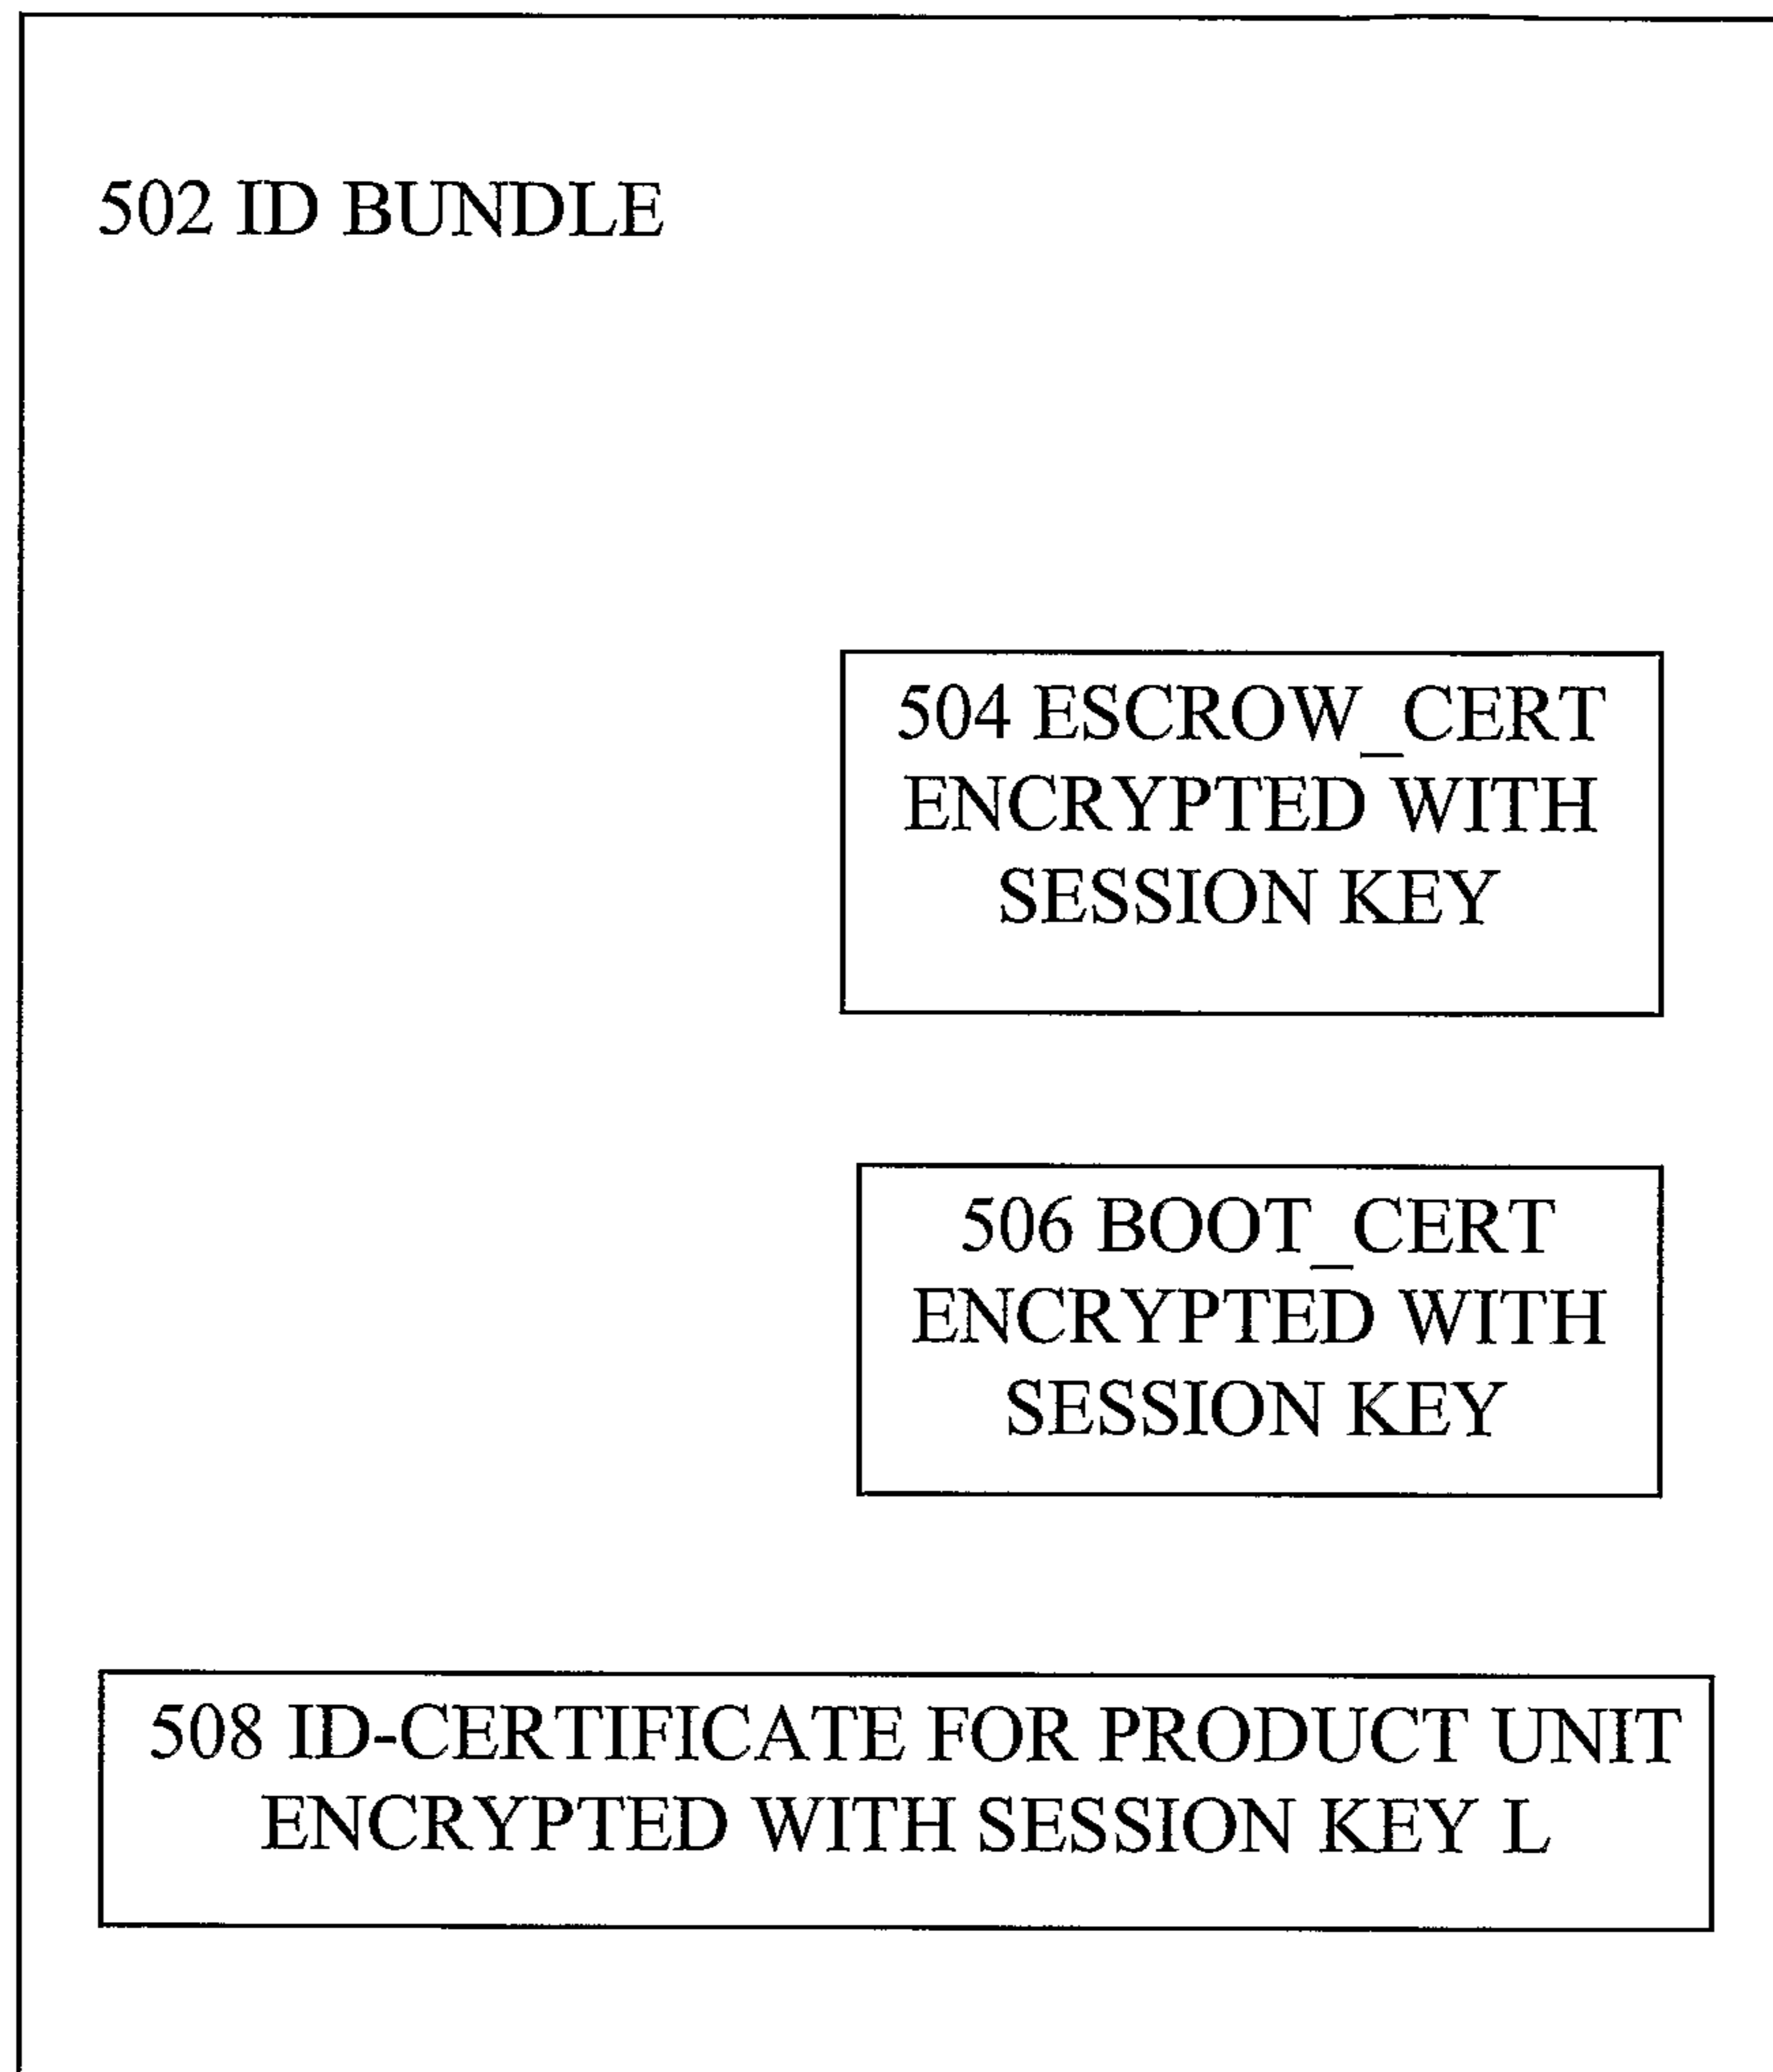 502 ID BUNDLE
504 ESCROW_CERT
ENCRYPTED WITH
SESSION KEY
506 BOOT_CERT
ENCRYPTED WITH
SESSION KEY
508 ID-CERTIFICATE FOR PRODUCT UNIT
ENCRYPTED WITH SESSION KEY L